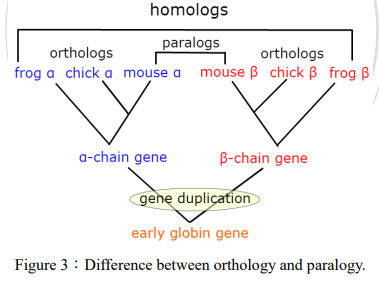 homologs
orthologs paralogs orthologs
frog α chick α mouse α mouse β chick β frog β
α-chain gene β-chain gene
gene duplication
early globin gene
Figure 3：Difference between orthology and paralogy.